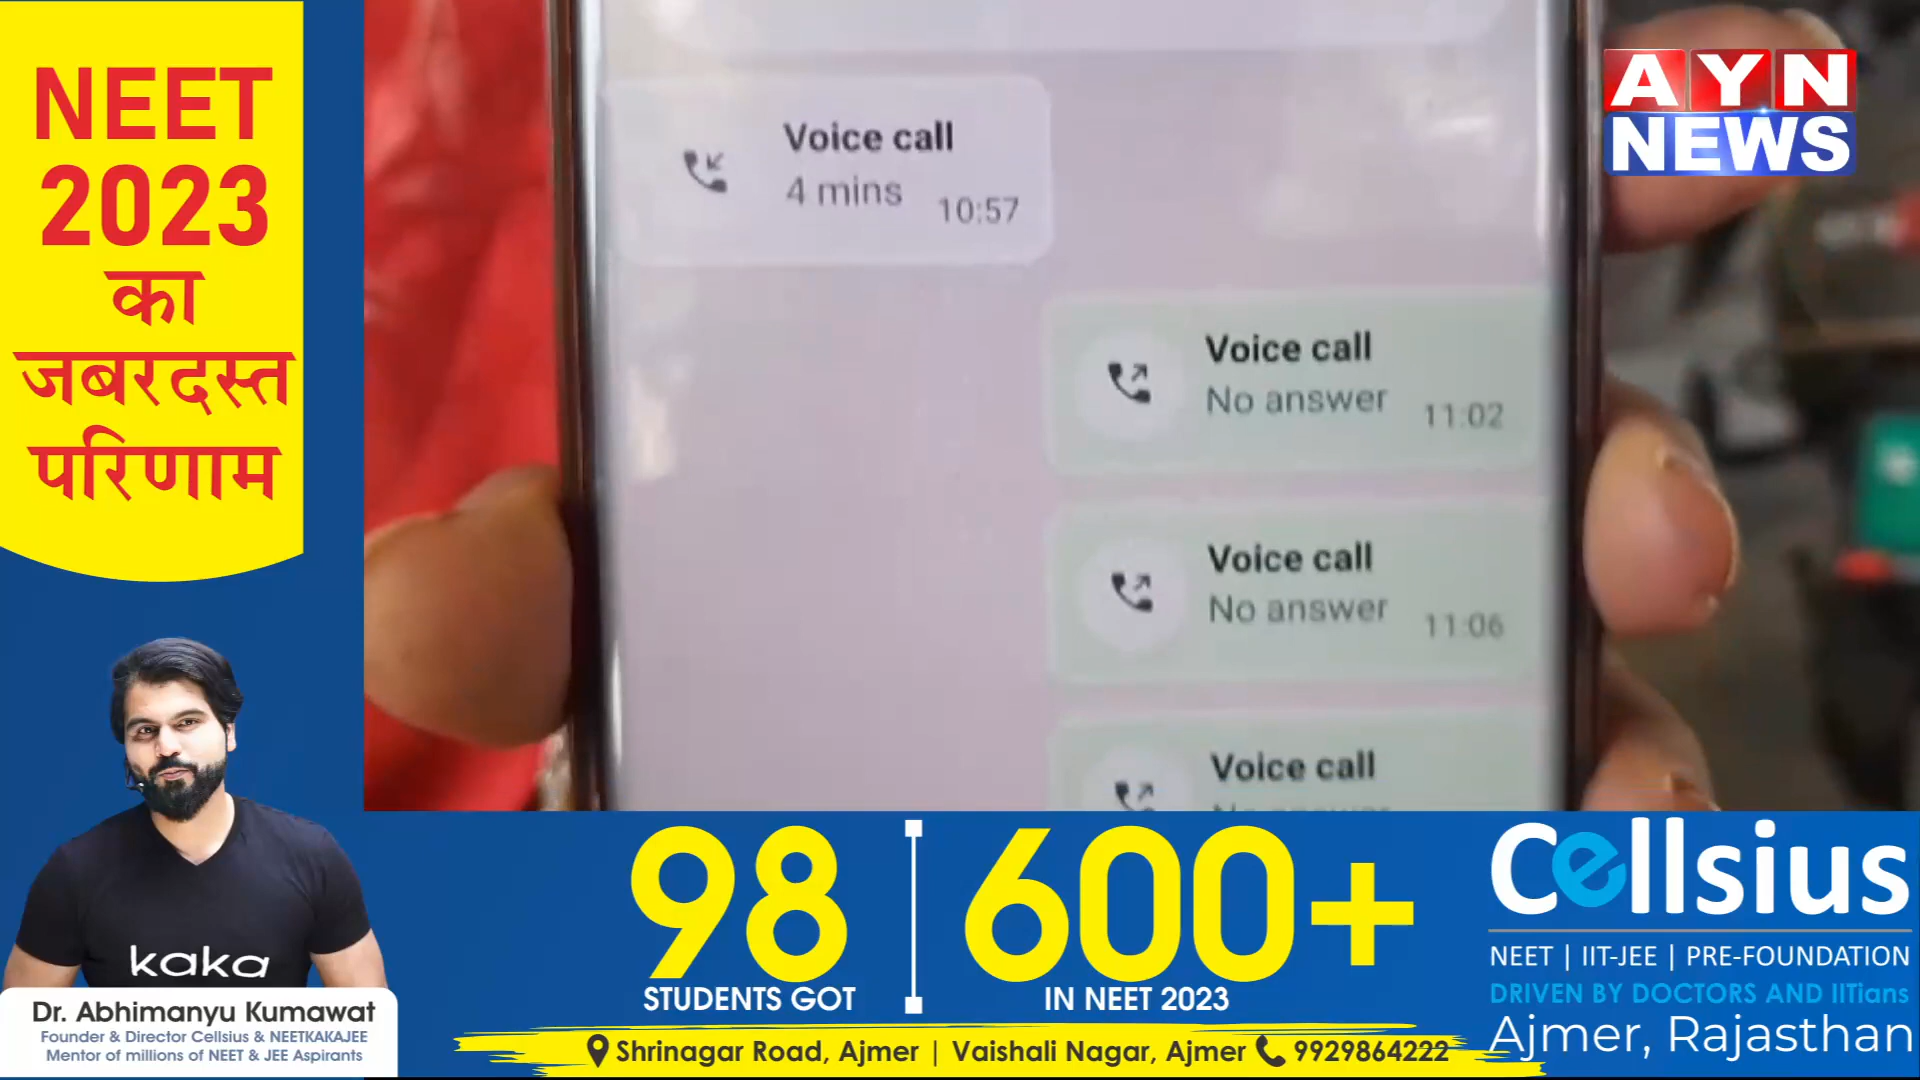 NEET
2023
का
जबरदस्त
परिणाम
AYN
NEWS
Voice call
4 mins 10:57
Voice call
No answer 11:02
Voice call
No answer 11:06
Voice call
No answer
kaka
Dr. Abhimanyu Kumawat
Founder & Director Cellsius & NEETKAKAJEE
Mentor of millions of NEET & JEE Aspirants
98
STUDENTS GOT
600+
IN NEET 2023
Shrinagar Road, Ajmer | Vaishali Nagar, Ajmer 9929864222
Cellsius
NEET | IIT-JEE | PRE-FOUNDATION
DRIVEN BY DOCTORS AND IITians
Ajmer, Rajasthan